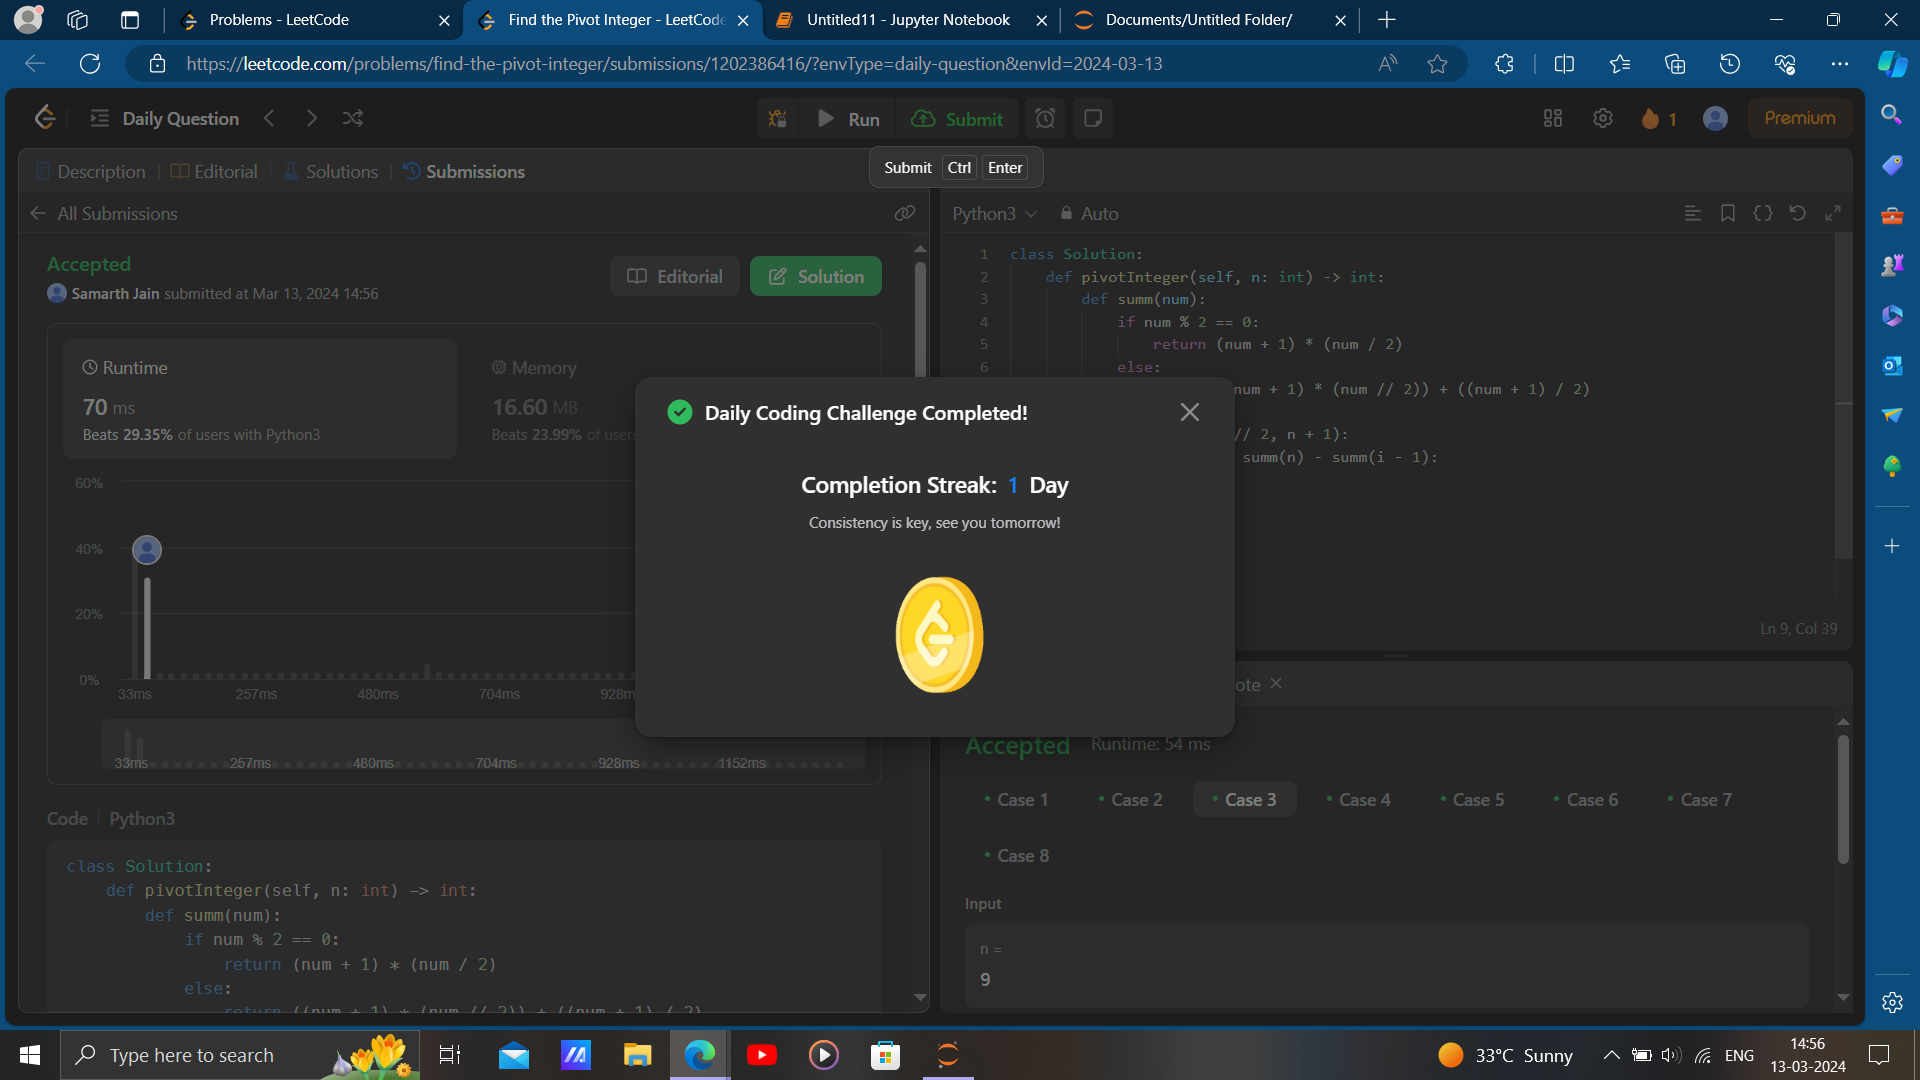 Problems - LeetCode
Find the Pivot Integer - LeetCode
Untitled11 - Jupyter Notebook
Documents/Untitled Folder/
https://leetcode.com/problems/find-the-pivot-integer/submissions/1202386416/?envType=daily-question&envId=2024-03-13
Daily Question
Run
Submit
1
Premium
Submit Ctrl Enter
Description
Editorial
Solutions
Submissions
All Submissions
Accepted
Samarth Jain submitted at Mar 13, 2024 14:56
Editorial
Solution
Runtime
70 ms
Beats 29.35% of users with Python3
Memory
16.60 MB
Beats 23.99% of users
60%
40%
20%
0%
33ms 257ms 480ms 704ms 928m
33ms 257ms 480ms 704ms 928ms 1152ms
Code
Python3
class Solution:
def pivotInteger(self, n: int) -> int:
def summ(num):
if num % 2 == 0:
return (num + 1) * (num / 2)
else:
return ((num + 1) * (num // 2)) + ((num + 1) / 2)
Python3
Auto
1 class Solution:
2 def pivotInteger(self, n: int) -> int:
3 def summ(num):
4 if num % 2 == 0:
5 return (num + 1) * (num / 2)
6 else:
num + 1) * (num // 2)) + ((num + 1) / 2)
// 2, n + 1):
summ(n) - summ(i - 1):
Ln 9, Col 39
Daily Coding Challenge Completed!
Completion Streak: 1 Day
Consistency is key, see you tomorrow!
ote
Accepted
Runtime: 54 ms
Case 1
Case 2
Case 3
Case 4
Case 5
Case 6
Case 7
Case 8
Input
n =
9
Type here to search
33°C Sunny
ENG
14:56
13-03-2024